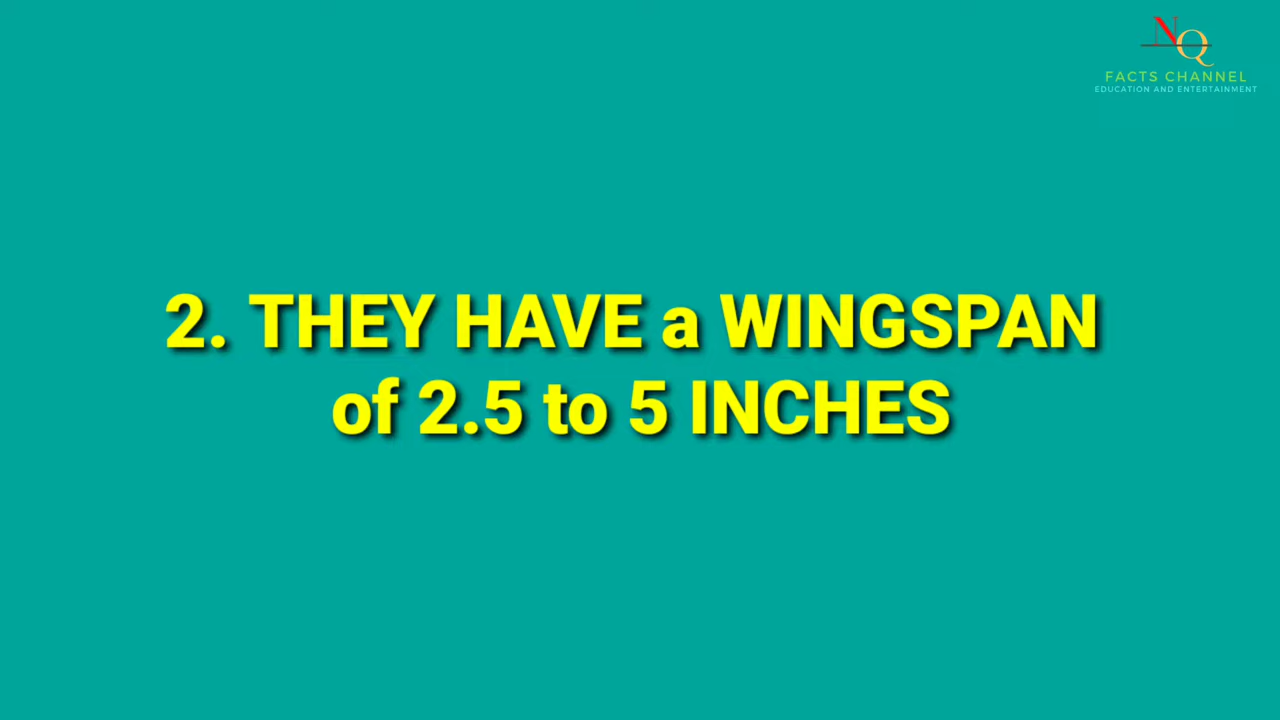 NQ
FACTS CHANNEL
EDUCATION AND ENTERTAINMENT
2. THEY HAVE a WINGSPAN
of 2.5 to 5 INCHES